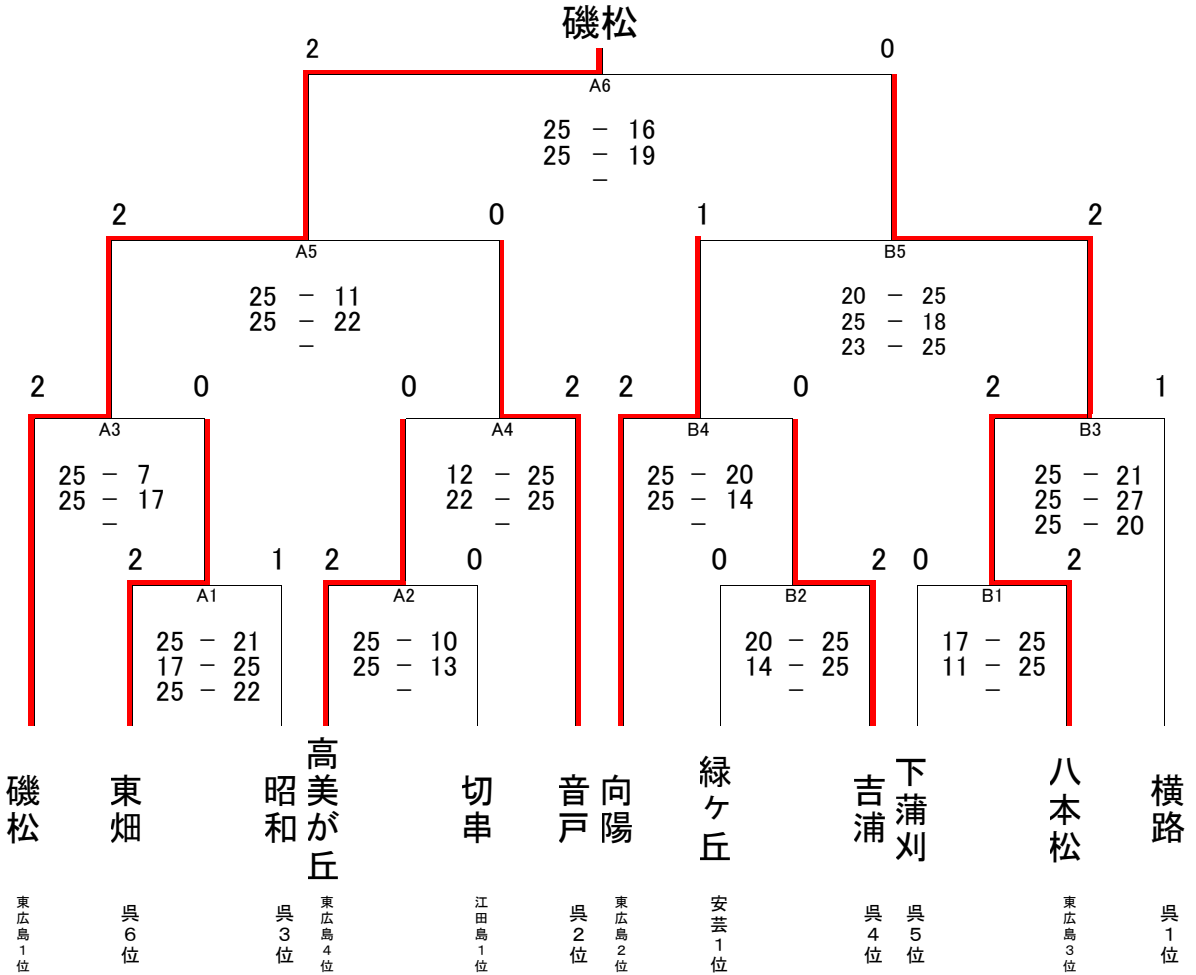 磯松
2 0
A6
25 － 16
25 － 19
－
2 0 1 2
A5 B5
25 － 11 20 － 25
25 － 22 25 － 18
－ 23 － 25
2 0 0 2 2 0 2 1
A3 A4 B4 B3
25 － 7 12 － 25 25 － 20 25 － 21
25 － 17 22 － 25 25 － 14 25 － 27
－ － － 25 － 20
2 1 2 0 0 2 0 2
A1 A2 B2 B1
25 － 21 25 － 10 20 － 25 17 － 25
17 － 25 25 － 13 14 － 25 11 － 25
25 － 22 － － －
磯松
東畑
昭和
高美が丘
切串
音戸
向陽
緑ヶ丘
吉浦
下蒲刈
八本松
横路
東広島1位
呉6位
呉3位
東広島4位
江田島1位
呉2位
東広島2位
安芸1位
呉4位
呉5位
東広島3位
呉1位